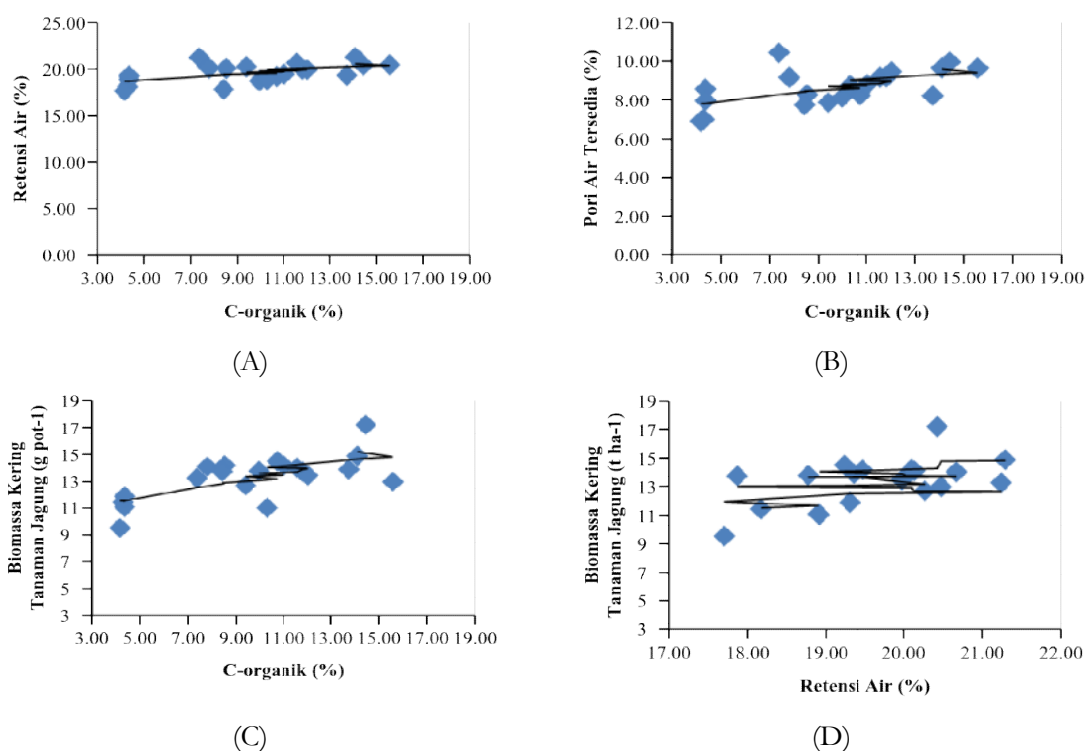 25.00
20.00
15.00
10.00
5.00
0.00
Retensi Air (%)
3.00 5.00 7.00 9.00 11.00 13.00 15.00 17.00 19.00
C-organik (%)
(A)
12.00
10.00
8.00
6.00
4.00
2.00
0.00
Pori Air Tersedia (%)
3.00 5.00 7.00 9.00 11.00 13.00 15.00 17.00 19.00
C-organik (%)
(B)
19
17
15
13
11
9
7
5
3
Biomassa Kering
Tanaman Jagung (g pot-1)
3.00 5.00 7.00 9.00 11.00 13.00 15.00 17.00 19.00
C-organik (%)
(C)
19
17
15
13
11
9
7
5
3
Biomassa Kering
Tanaman Jagung (t ha-1)
17.00 18.00 19.00 20.00 21.00 22.00
Retensi Air (%)
(D)